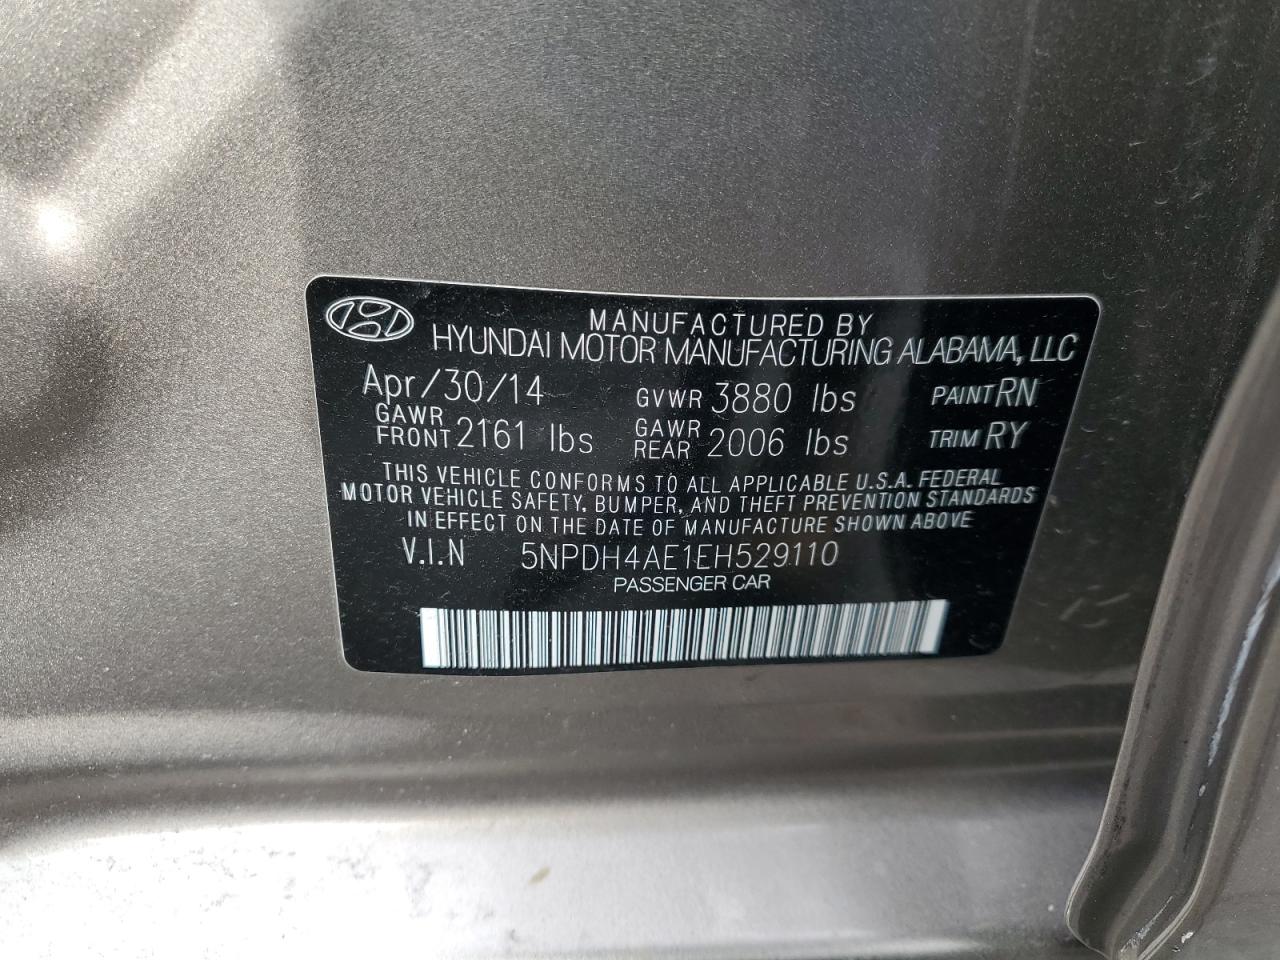 MANUFACTURED BY
HYUNDAI MOTOR MANUFACTURING ALABAMA, LLC
Apr/30/14 GVWR 3880 lbs PAINT RN
GAWR FRONT 2161 lbs GAWR REAR 2006 lbs TRIM RY
THIS VEHICLE CONFORMS TO ALL APPLICABLE U.S.A. FEDERAL
MOTOR VEHICLE SAFETY, BUMPER, AND THEFT PREVENTION STANDARDS
IN EFFECT ON THE DATE OF MANUFACTURE SHOWN ABOVE
V.I.N 5NPDH4AE1EH529110
PASSENGER CAR